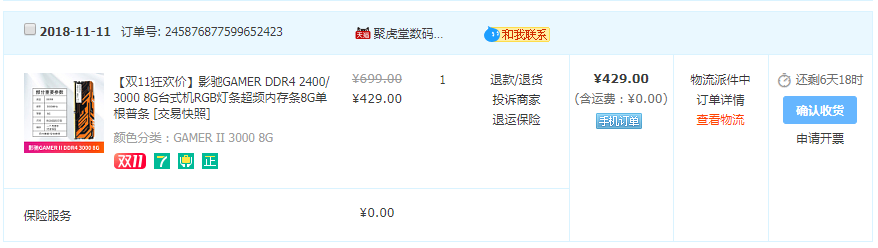 2018-11-11 订单号: 245876877599652423 天猫 聚虎堂数码... 和我联系
【双11狂欢价】影驰GAMER DDR4 2400/
3000 8G台式机RGB灯条超频内存条8G单
根普条 [交易快照]
颜色分类：GAMER II 3000 8G
双11 7 正
影驰GAMER II DDR4 3000 8G
¥699.00
¥429.00
1
退款/退货
投诉商家
退运保险
¥429.00
(含运费：¥0.00)
手机订单
物流派件中
订单详情
查看物流
还剩6天18时
确认收货
申请开票
保险服务 ¥0.00